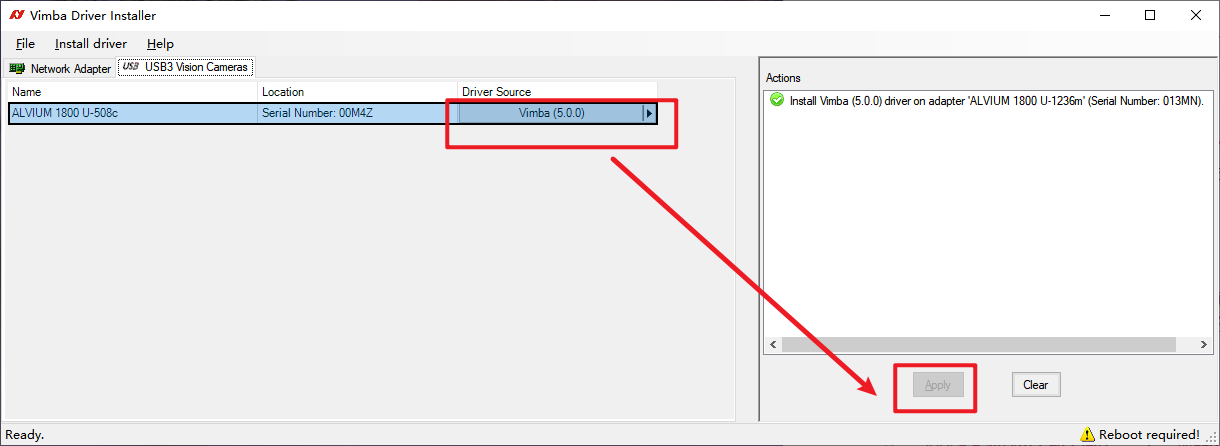 Vimba Driver Installer
File Install driver Help
Network Adapter USB3 USB3 Vision Cameras
Name Location Driver Source
ALVIUM 1800 U-508c Serial Number: 00M4Z Vimba (5.0.0)
Actions
Install Vimba (5.0.0) driver on adapter 'ALVIUM 1800 U-1236m' (Serial Number: 013MN).
Apply Clear
Ready. Reboot required!